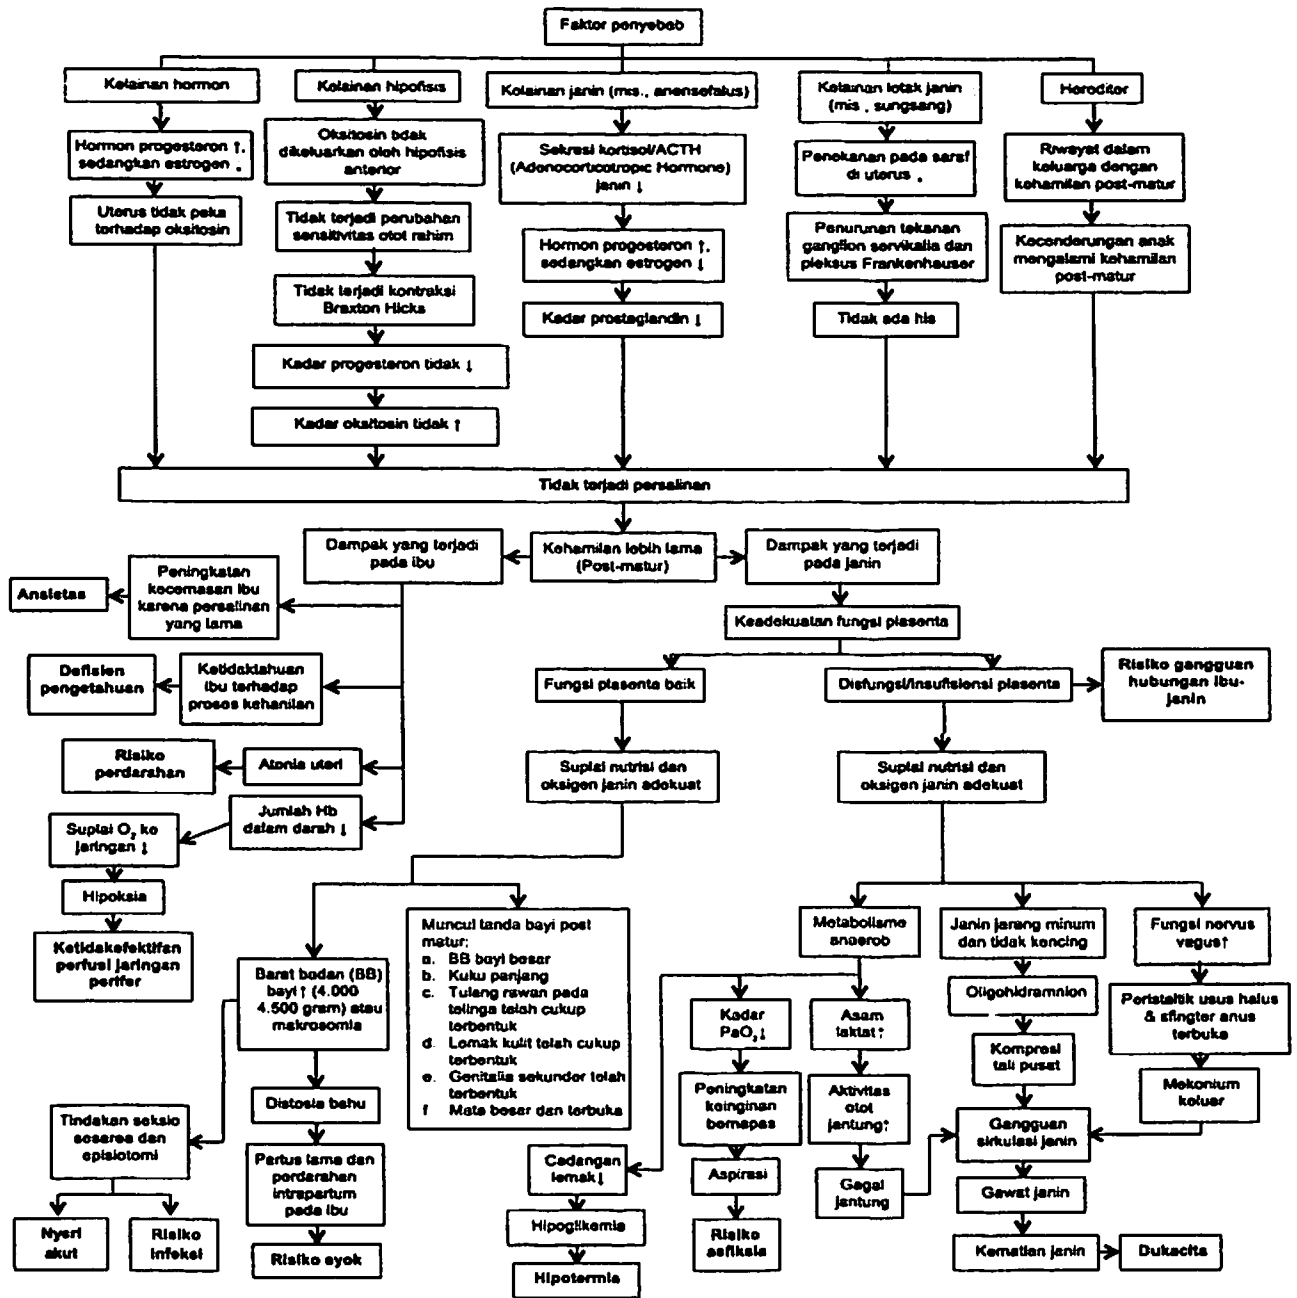 Faktor penyebab
Kelainan hormon
Kelainan hipofisis
Kelainan janin (mis., anensefalus)
Kelainan letak janin
(mis., sungsang)
Herediter
Hormon progesteron ↑,
sedangkan estrogen
Uterus tidak peka
terhadap oksitosin
Oksitosin tidak
dikeluarkan oleh hipofisis
anterior
Tidak terjadi perubahan
sensitivitas otot rahim
Tidak terjadi kontraksi
Braxton Hicks
Kadar progesteron tidak ↓
Kadar oksitosin tidak ↑
Sekresi kortisol/ACTH
(Adenocorticotropic Hormone)
janin ↓
Hormon progesteron ↑,
sedangkan estrogen ↓
Kadar prostaglandin ↓
Penekanan pada saraf
di uterus
Penurunan tekanan
ganglion servikalia dan
pleksus Frankenhauser
Tidak ada his
Riwayat dalam
keluarga dengan
kehamilan post-matur
Kecenderungan anak
mengalami kehamilan
post-matur
Tidak terjadi persalinan
Dampak yang terjadi
pada ibu
Kehamilan lebih lama
(Post-matur)
Dampak yang terjadi
pada janin
Ansietas
Peningkatan
kecemasan ibu
karena persalinan
yang lama
Defisien
pengetahuan
Ketidaktahuan
ibu terhadap
proses kehanilan
Risiko
perdarahan
Atonia uteri
Jumlah Hb
dalam darah ↓
Suplai O₂ ke
jaringan ↓
Hipoksia
Ketidakefektifan
perfusi jaringan
perifer
Keadekuatan fungsi plasenta
Fungsi plasenta baik
Disfungsi/insufisiensi plasenta
Risiko gangguan
hubungan ibu-
janin
Suplai nutrisi dan
oksigen janin adekuat
Suplai nutrisi dan
oksigen janin adekuat
Barat badan (BB)
bayi ↑ (4.000
4.500 gram) atau
makrosomia
Tindakan seksio
sesarea dan
episiotomi
Nyeri
akut
Risiko
infeksi
Distosia bahu
Partus lama dan
perdarahan
intrapartum
pada ibu
Risiko syok
Muncul tanda bayi post
matur:
a. BB bayi besar
b. Kuku panjang
c. Tulang rawan pada
telinga telah cukup
terbentuk
d. Lemak kulit telah cukup
terbentuk
e. Genitalia sekunder telah
terbentuk
f Mata besar dan terbuka
Metabolisme
anaerob
Cadangan
lemak↓
Hipoglikemia
Hipotermia
Kadar
PaO₂↓
Peningkatan
keinginan
bernapas
Aspirasi
Risiko
asfiksia
Asam
laktat↑
Aktivitas
otot
jantung↑
Gagal
jantung
Janin jarang minum
dan tidak kencing
Oligohidramnion
Kompresi
tali pusat
Gangguan
sirkulasi janin
Gawat janin
Kematian janin
Dukacita
Fungsi nervus
vagus↑
Peristaltik usus halus
& sfingter anus
terbuka
Mekonium
keluar